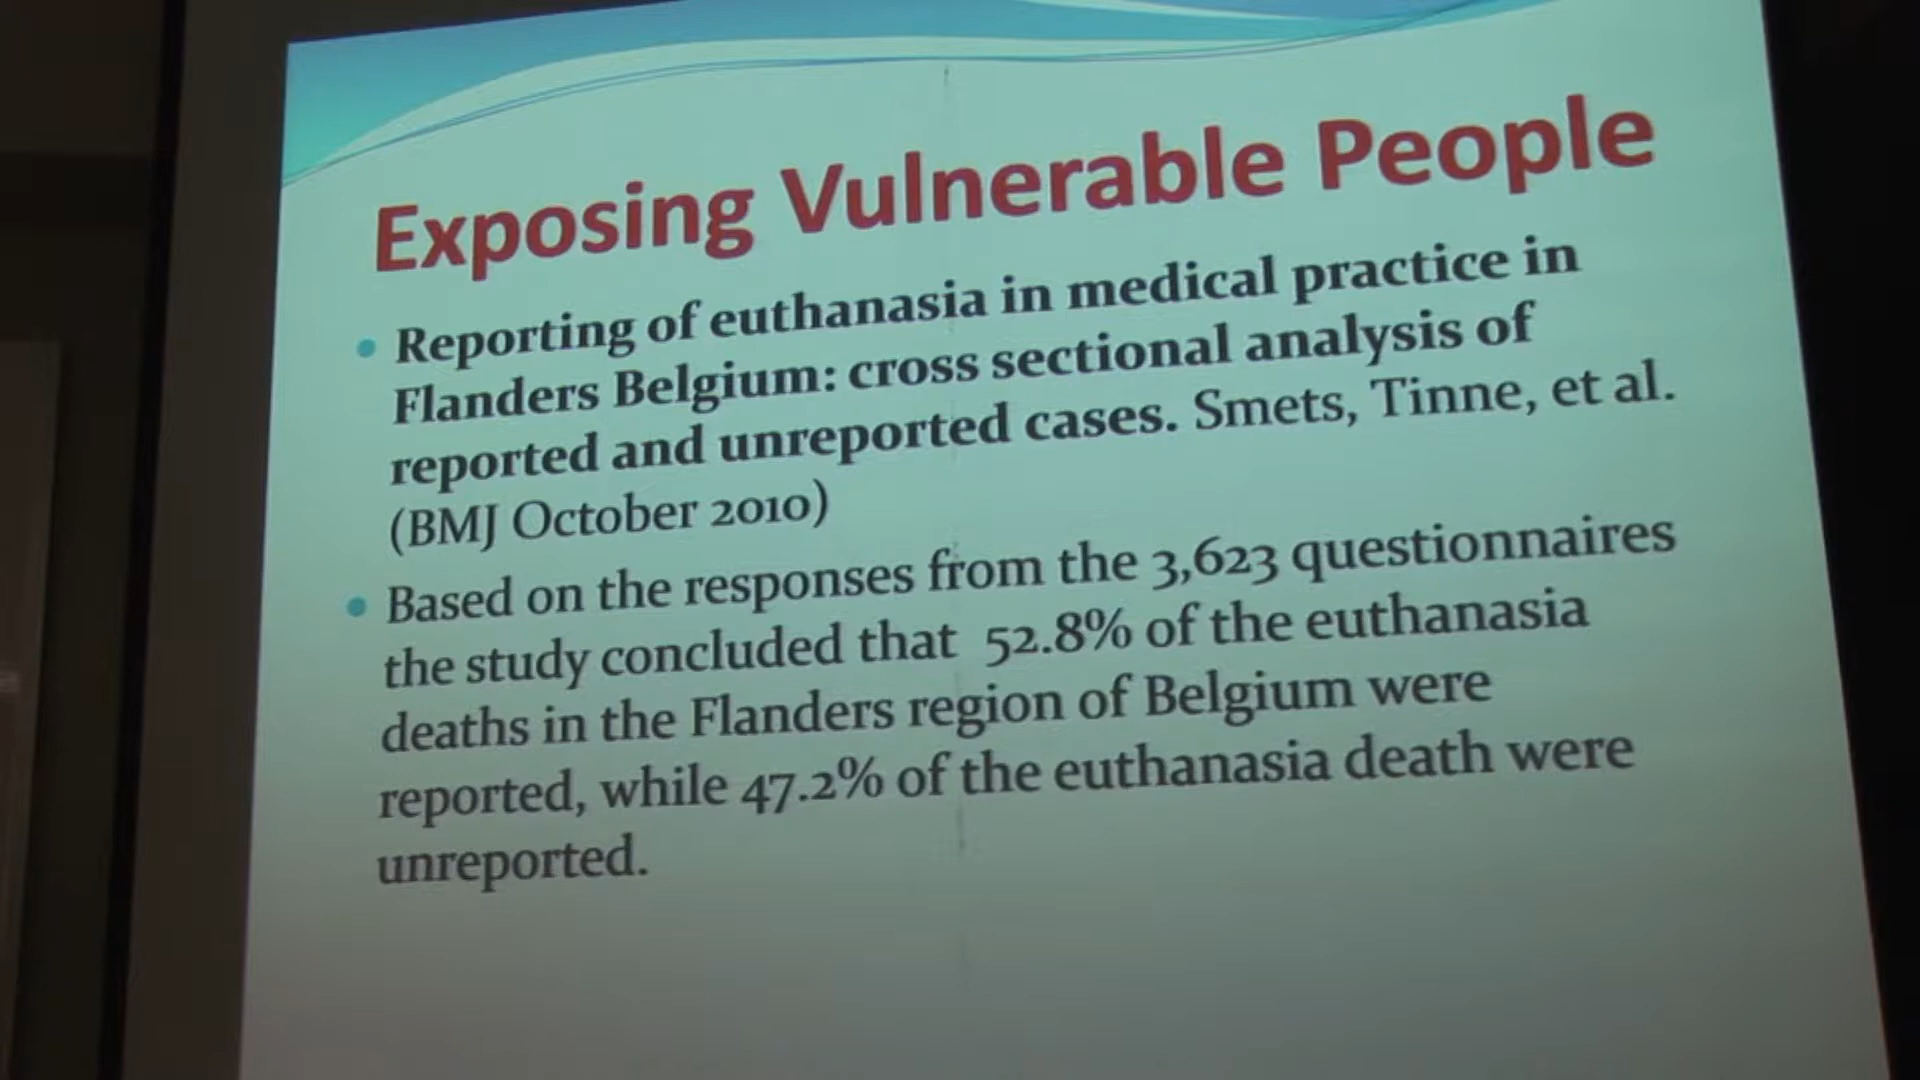 Exposing Vulnerable People
Reporting of euthanasia in medical practice in
Flanders Belgium: cross sectional analysis of
reported and unreported cases. Smets, Tinne, et al.
(BMJ October 2010)
Based on the responses from the 3,623 questionnaires
the study concluded that 52.8% of the euthanasia
deaths in the Flanders region of Belgium were
reported, while 47.2% of the euthanasia death were
unreported.